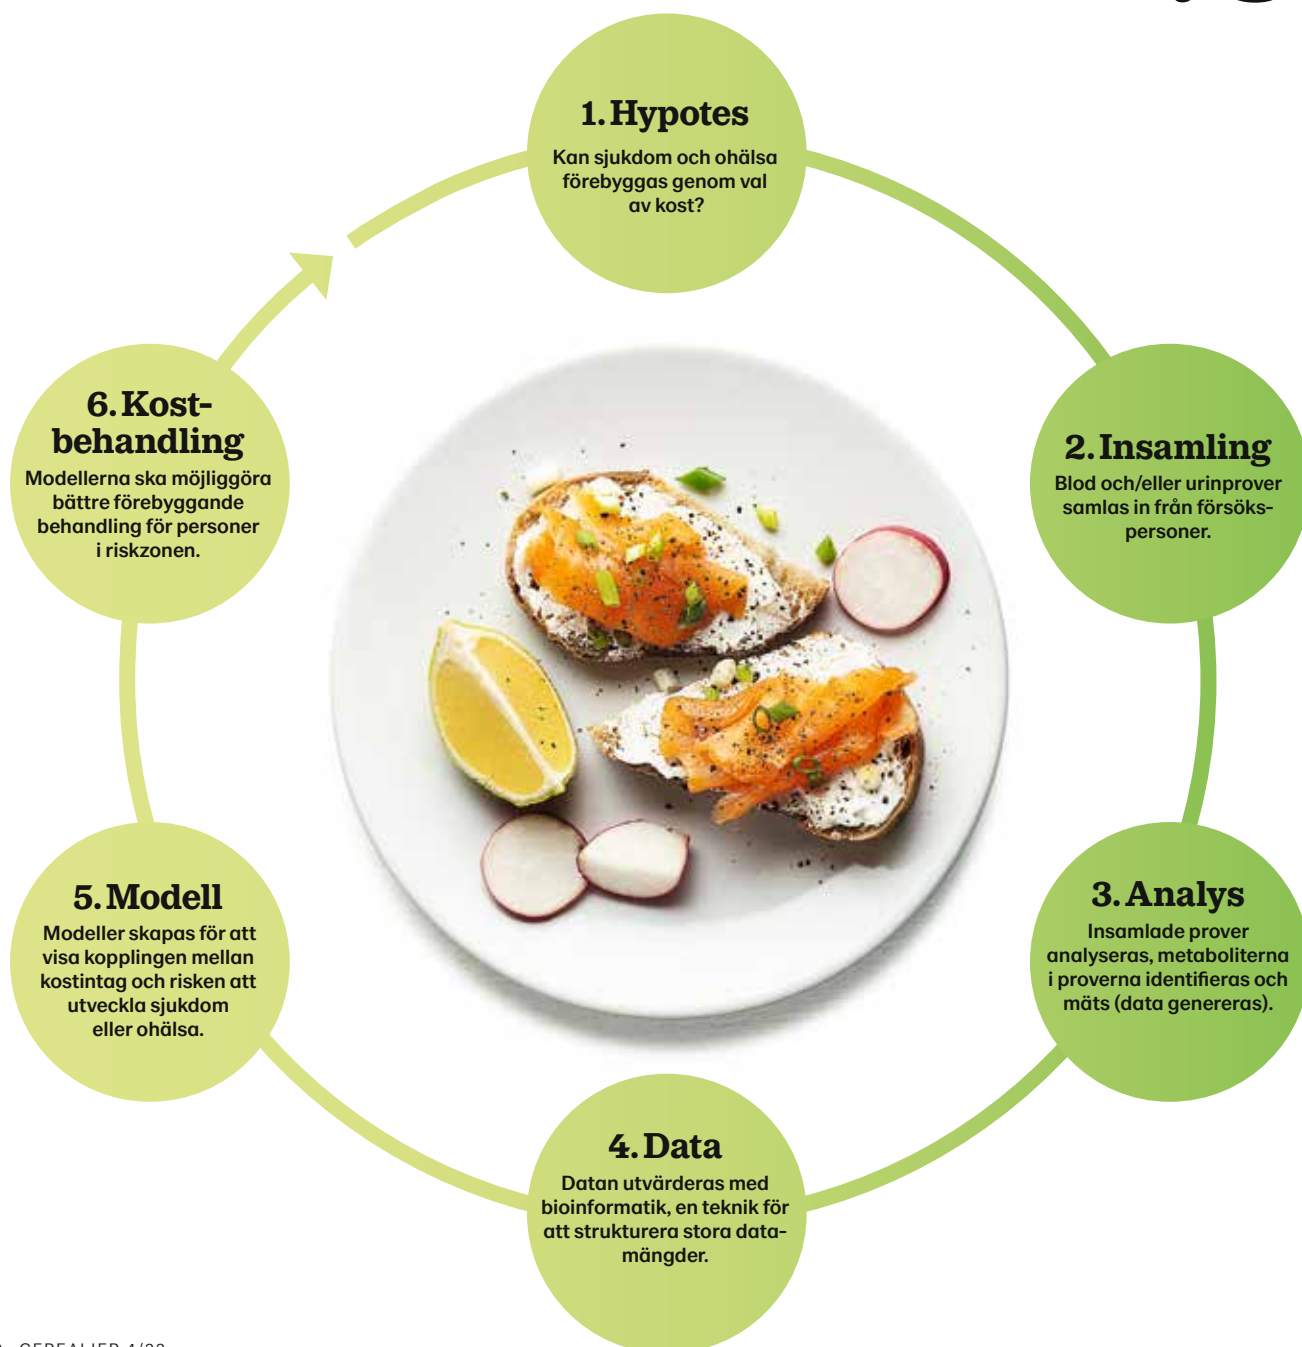 1. Hypotes
Kan sjukdom och ohälsa
förebyggas genom val
av kost?
2. Insamling
Blod och/eller urinprover
samlas in från försöks-
personer.
3. Analys
Insamlade prover
analyseras, metaboliterna
i proverna identifieras och
mäts (data genereras).
4. Data
Datan utvärderas med
bioinformatik, en teknik för
att strukturera stora data-
mängder.
5. Modell
Modeller skapas för att
visa kopplingen mellan
kostintag och risken att
utveckla sjukdom
eller ohälsa.
6. Kost-
behandling
Modellerna ska möjliggöra
bättre förebyggande
behandling för personer
i riskzonen.